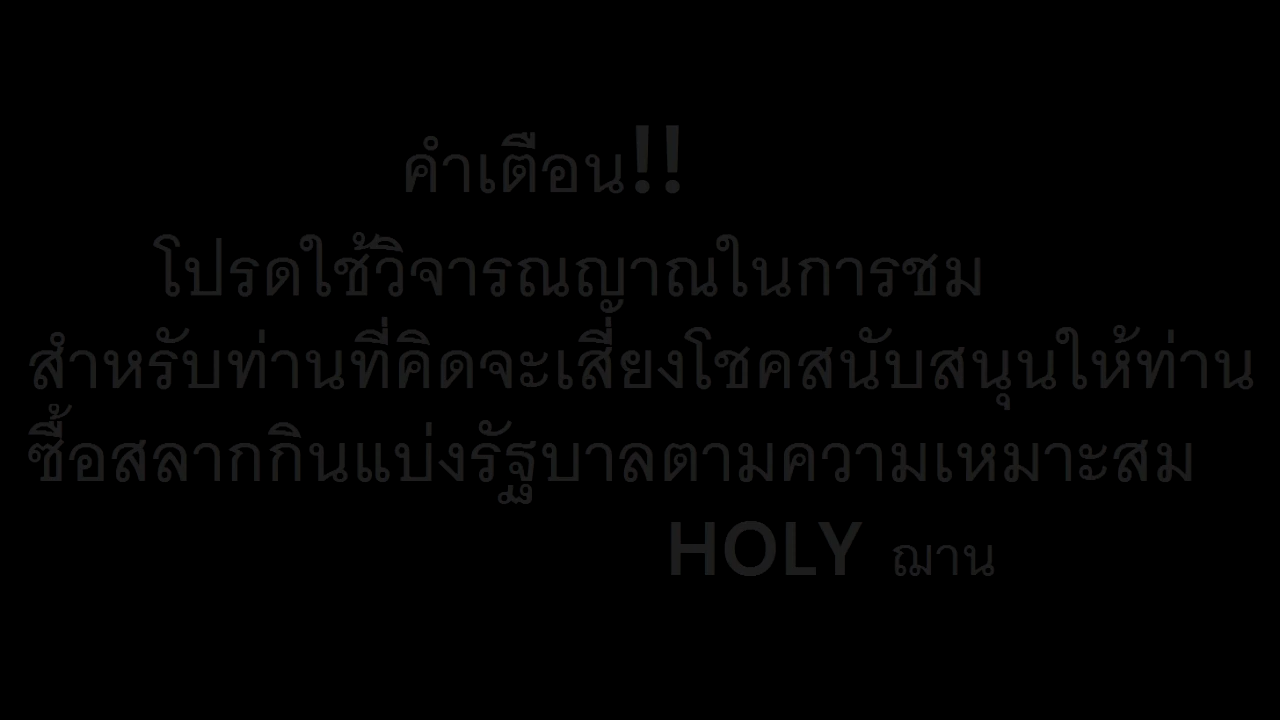 คำเตือน!!
โปรดใช้วิจารณญาณในการชม
สำหรับท่านที่คิดจะเสี่ยงโชคสนับสนุนให้ท่าน
ซื้อสลากกินแบ่งรัฐบาลตามความเหมาะสม
HOLY ฌาน